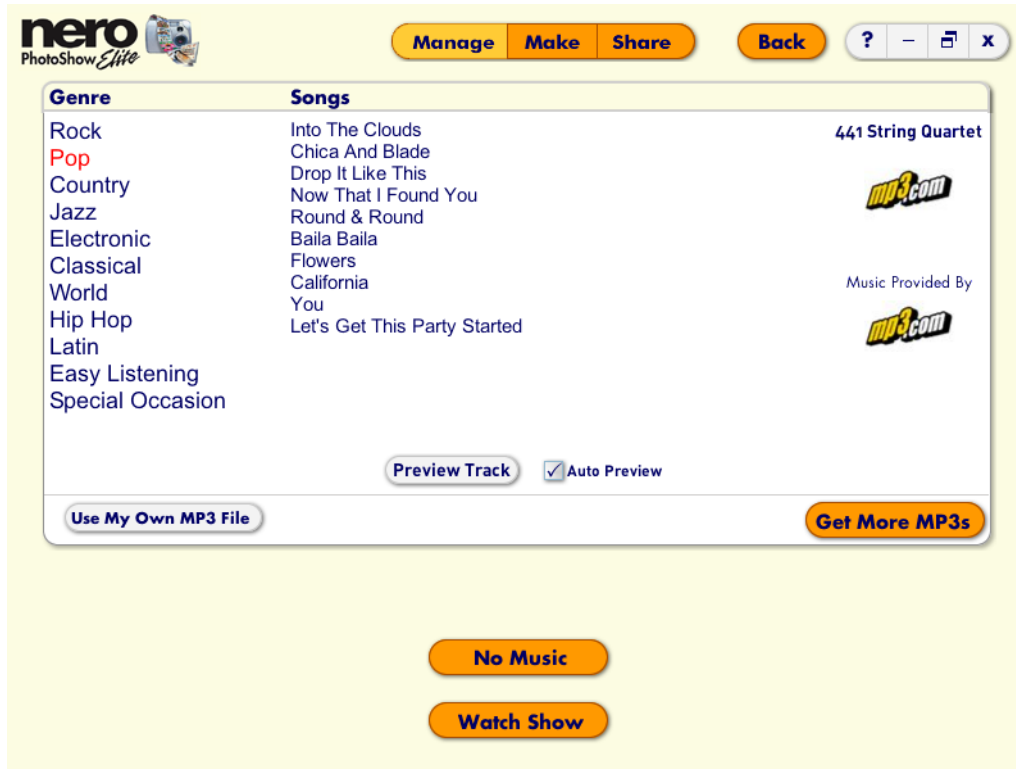 nero
PhotoShow Elite
Manage Make Share Back ? – x
Genre Songs
Rock
Pop
Country
Jazz
Electronic
Classical
World
Hip Hop
Latin
Easy Listening
Special Occasion
Into The Clouds
Chica And Blade
Drop It Like This
Now That I Found You
Round & Round
Baila Baila
Flowers
California
You
Let's Get This Party Started
441 String Quartet
mp3.com
Music Provided By
mp3.com
Preview Track Auto Preview
Use My Own MP3 File Get More MP3s
No Music
Watch Show